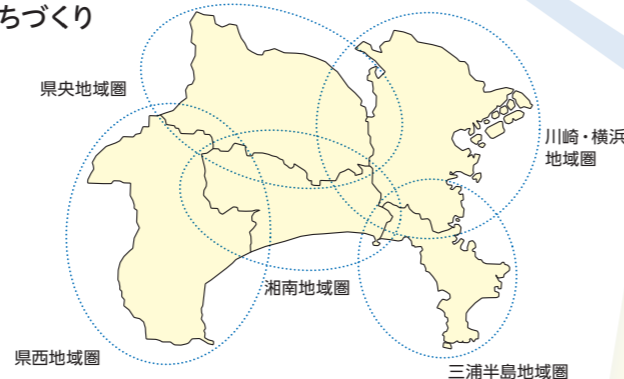 ちづくり
県央地域圏
川崎・横浜
地域圏
湘南地域圏
県西地域圏
三浦半島地域圏